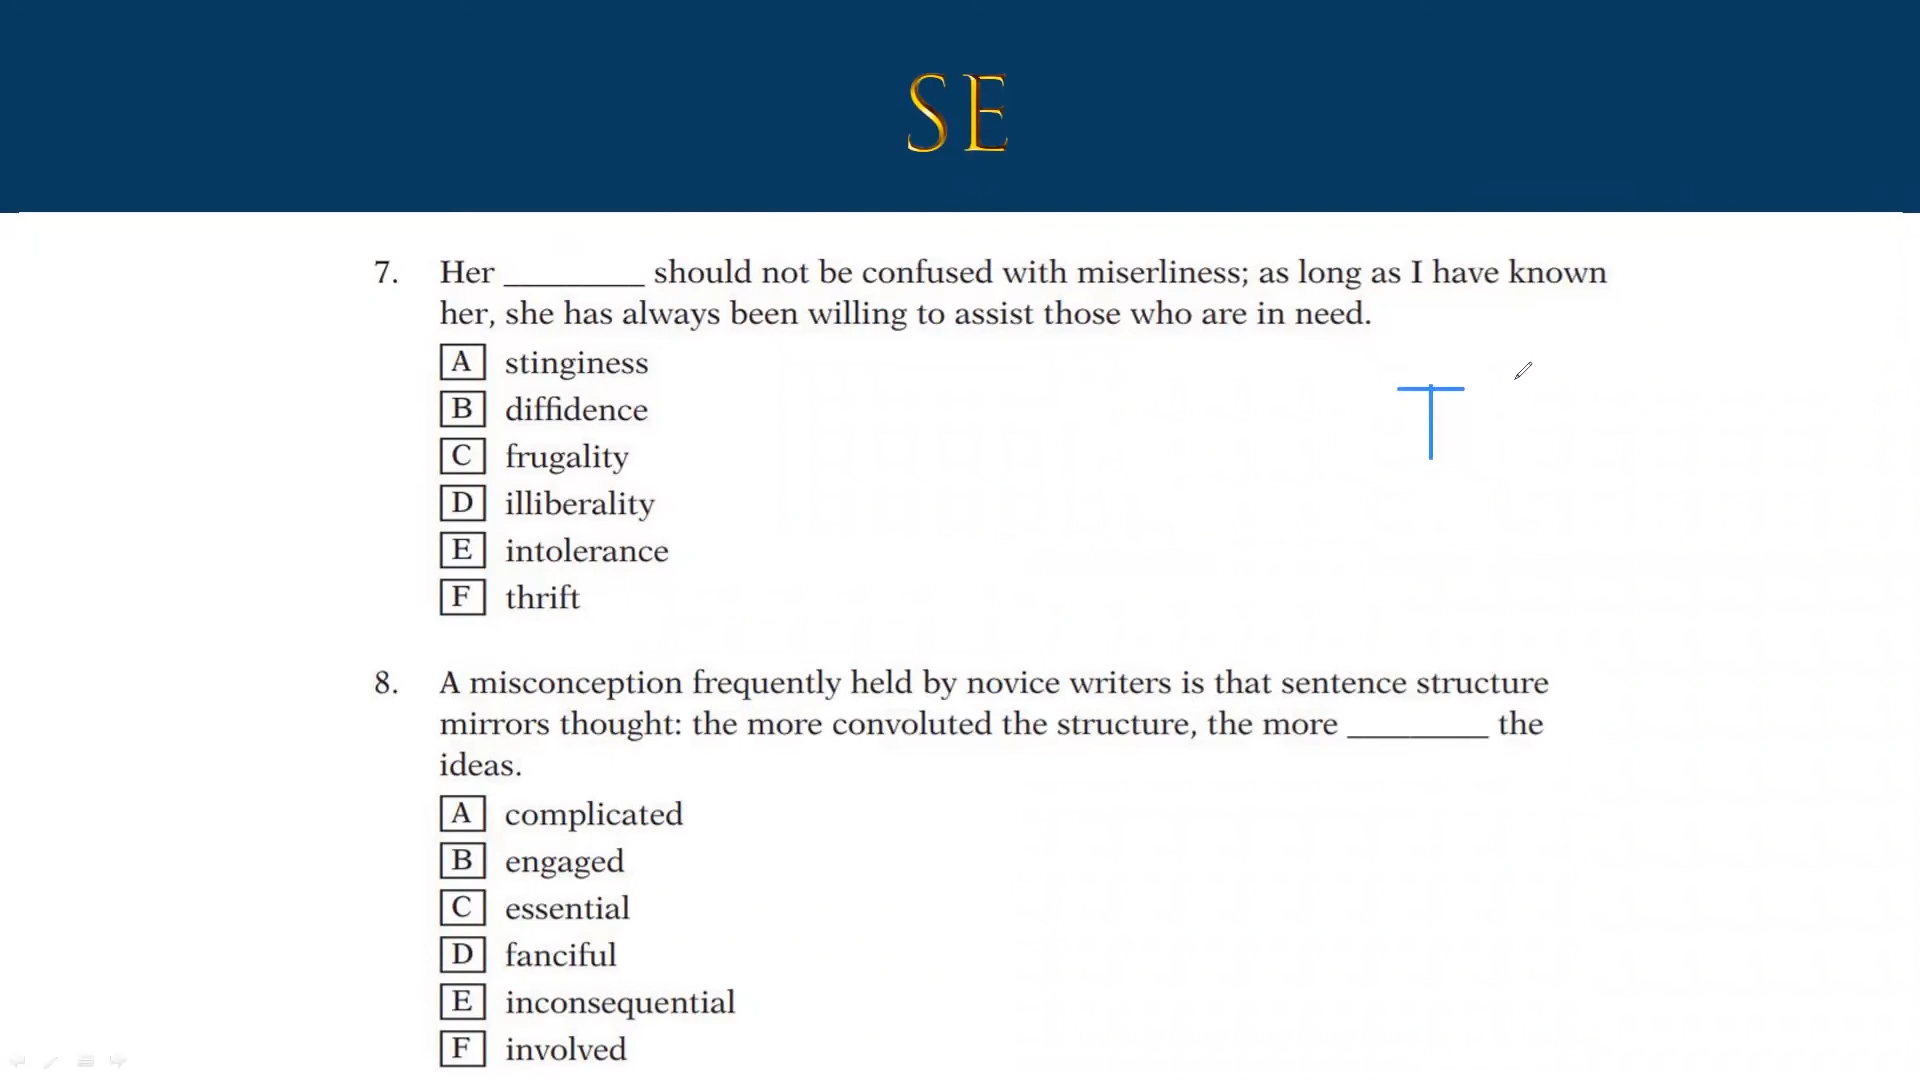 SE
7. Her ________ should not be confused with miserliness; as long as I have known
her, she has always been willing to assist those who are in need.
A stinginess
B diffidence
C frugality
D illiberality
E intolerance
F thrift
T
8. A misconception frequently held by novice writers is that sentence structure
mirrors thought: the more convoluted the structure, the more ________ the
ideas.
A complicated
B engaged
C essential
D fanciful
E inconsequential
F involved